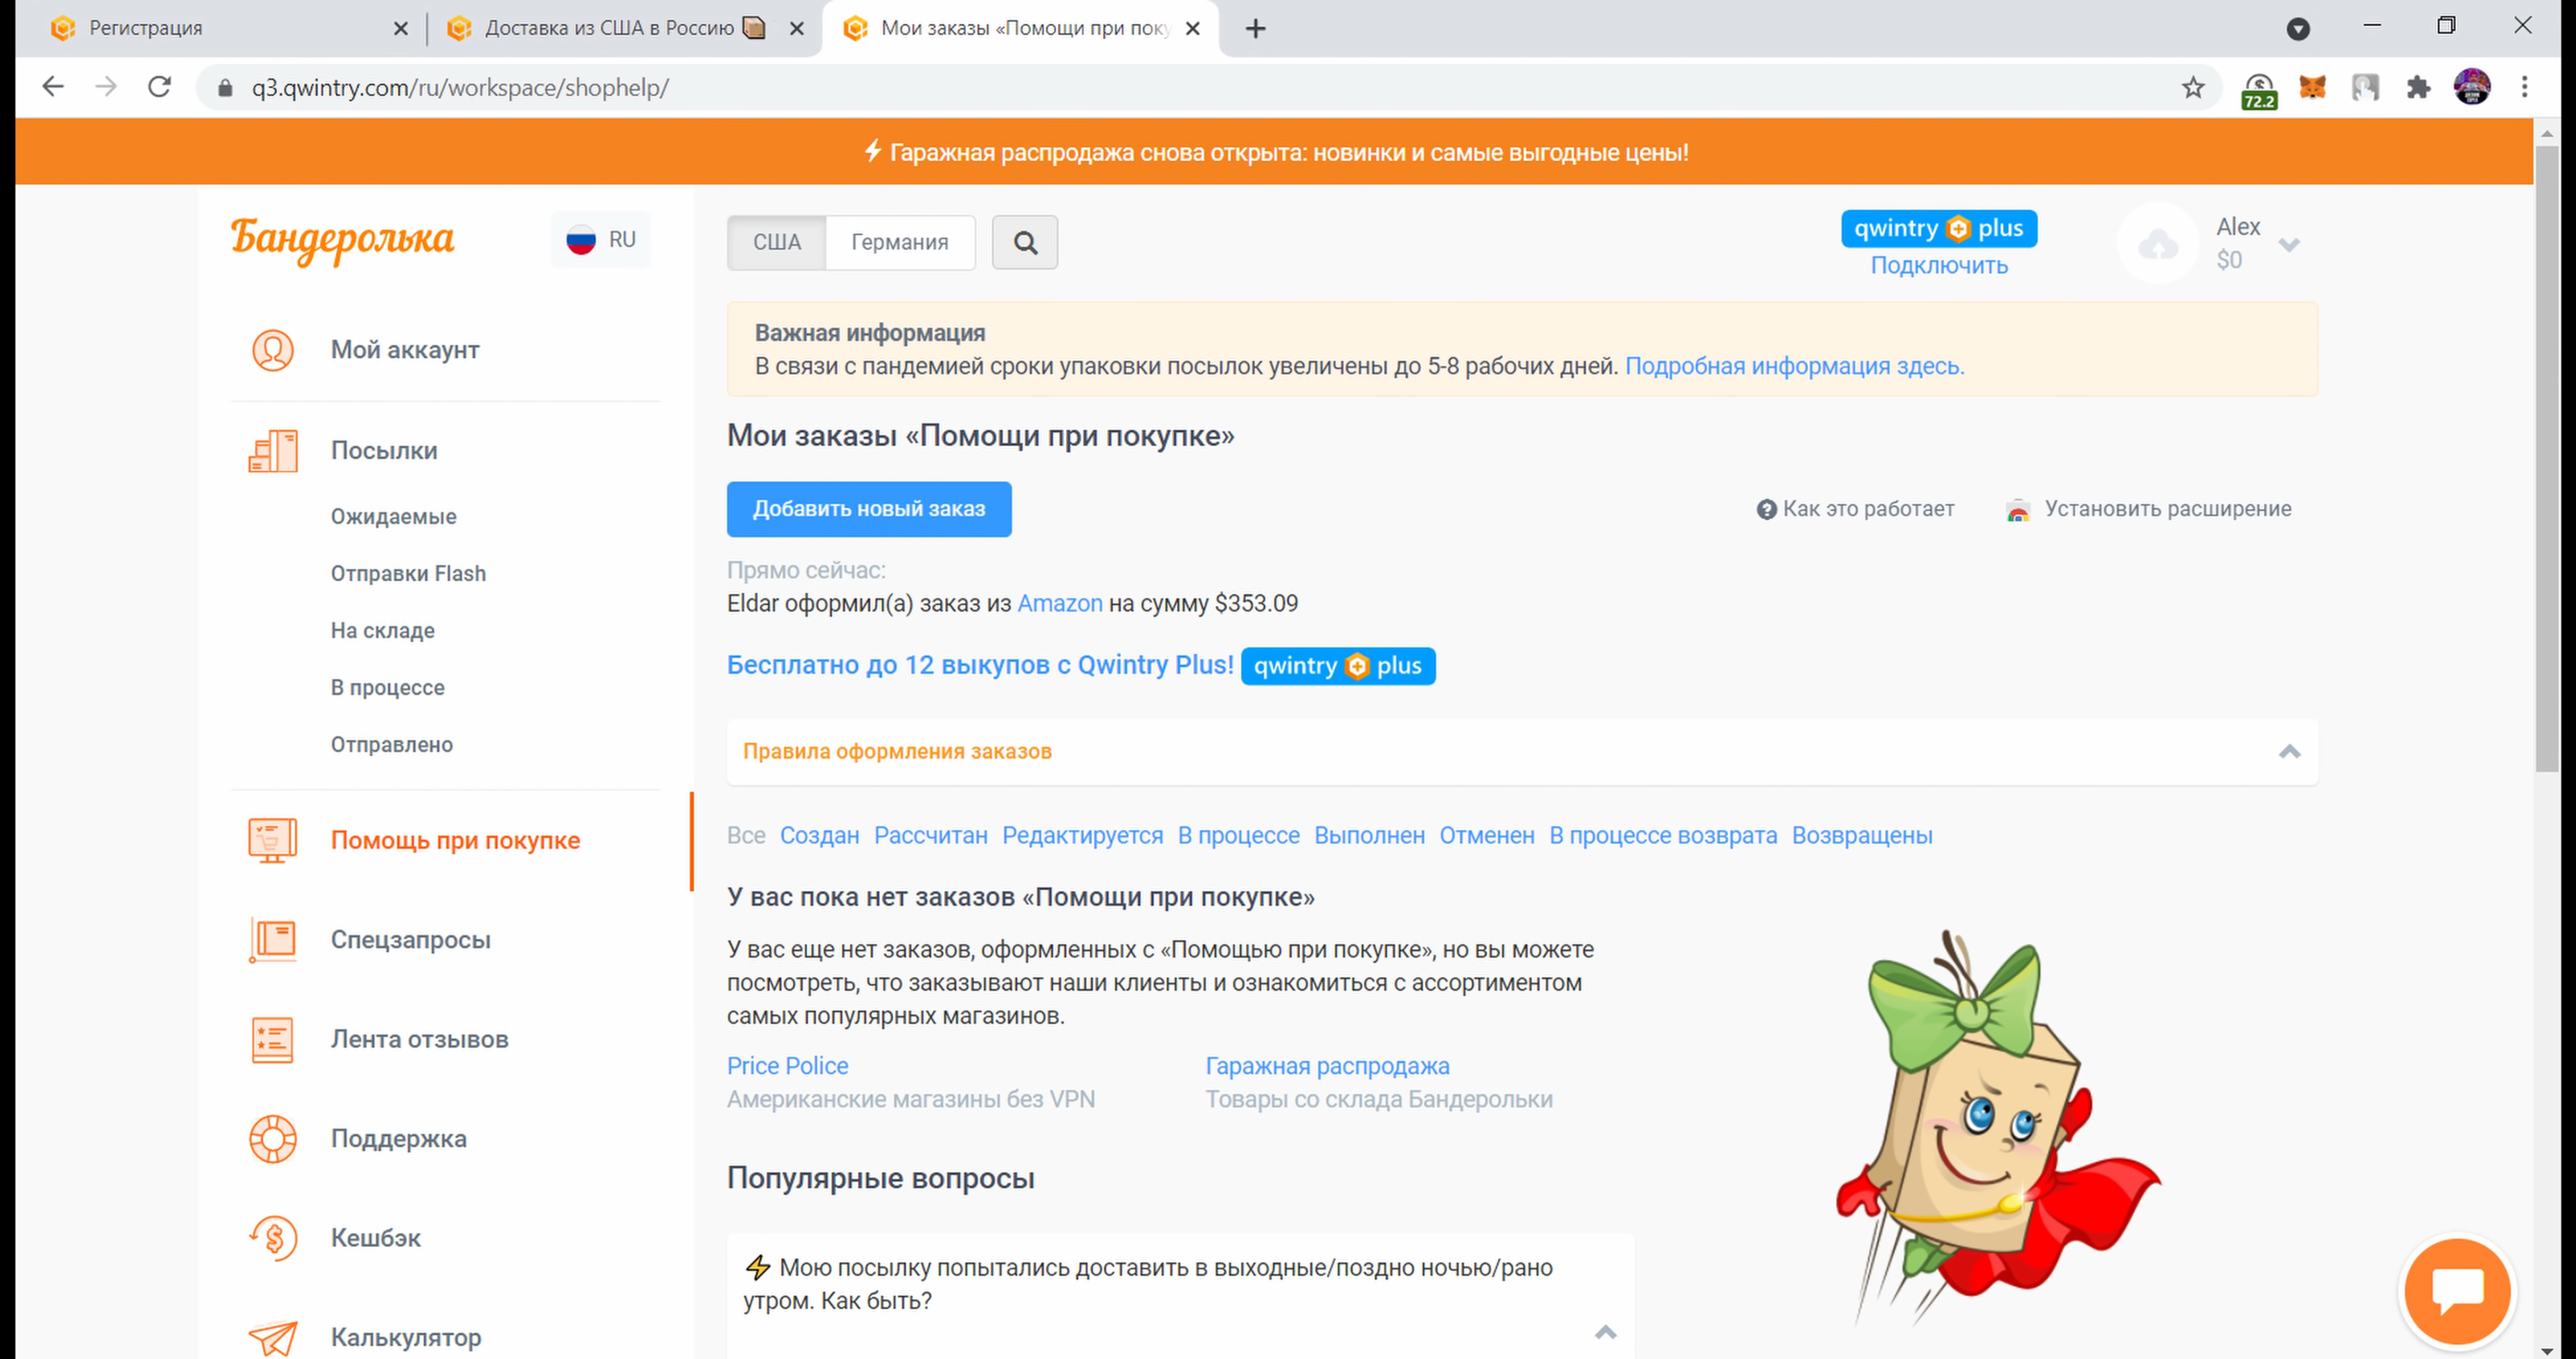 Регистрация
Доставка из США в Россию
Мои заказы «Помощи при поку
q3.qwintry.com/ru/workspace/shophelp/
72.2
Гаражная распродажа снова открыта: новинки и самые выгодные цены!
Бандеролька
RU
США
Германия
qwintry plus
Подключить
Alex
$0
Мой аккаунт
Посылки
Ожидаемые
Отправки Flash
На складе
В процессе
Отправлено
Помощь при покупке
Спецзапросы
Лента отзывов
Поддержка
Кешбэк
Калькулятор
Важная информация
В связи с пандемией сроки упаковки посылок увеличены до 5-8 рабочих дней. Подробная информация здесь.
Мои заказы «Помощи при покупке»
Добавить новый заказ
Как это работает
Установить расширение
Прямо сейчас:
Eldar оформил(а) заказ из Amazon на сумму $353.09
Бесплатно до 12 выкупов с Qwintry Plus! qwintry plus
Правила оформления заказов
Все Создан Рассчитан Редактируется В процессе Выполнен Отменен В процессе возврата Возвращены
У вас пока нет заказов «Помощи при покупке»
У вас еще нет заказов, оформленных с «Помощью при покупке», но вы можете
посмотреть, что заказывают наши клиенты и ознакомиться с ассортиментом
самых популярных магазинов.
Price Police
Американские магазины без VPN
Гаражная распродажа
Товары со склада Бандерольки
Популярные вопросы
Мою посылку попытались доставить в выходные/поздно ночью/рано
утром. Как быть?